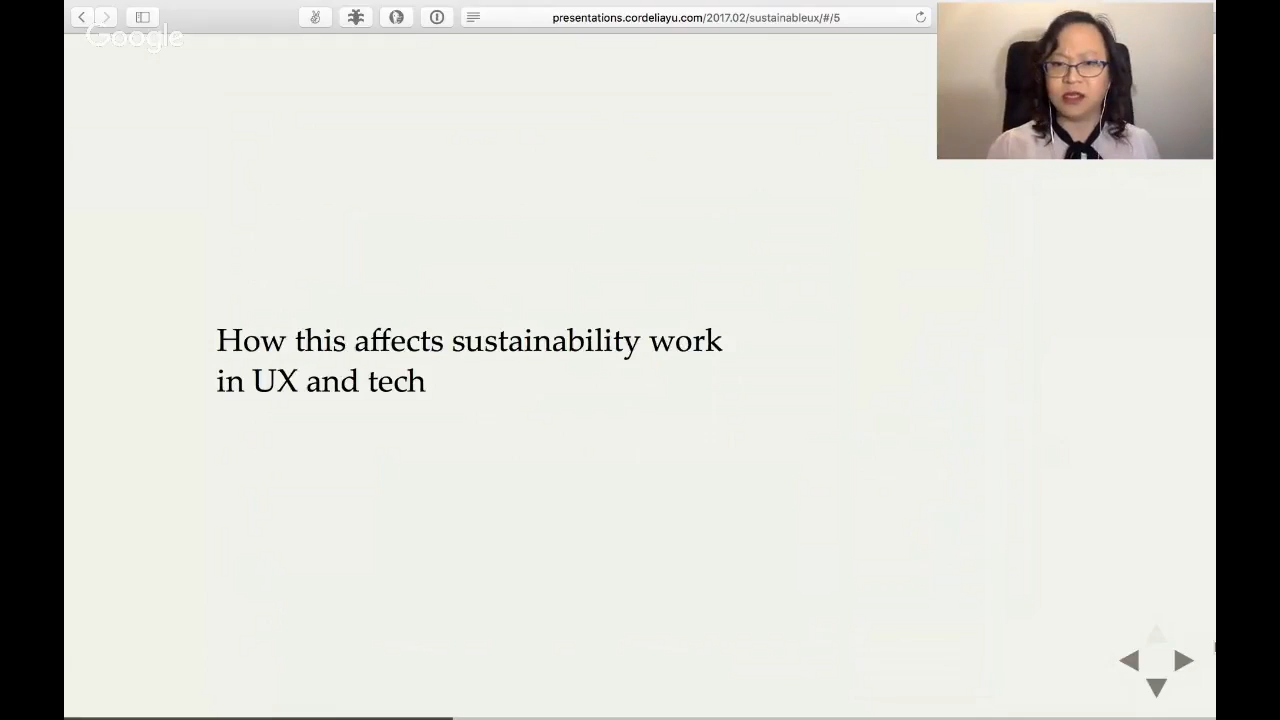 presentations.cordeliayu.com/2017.02/sustainableux/#/5
Google
How this affects sustainability work
in UX and tech